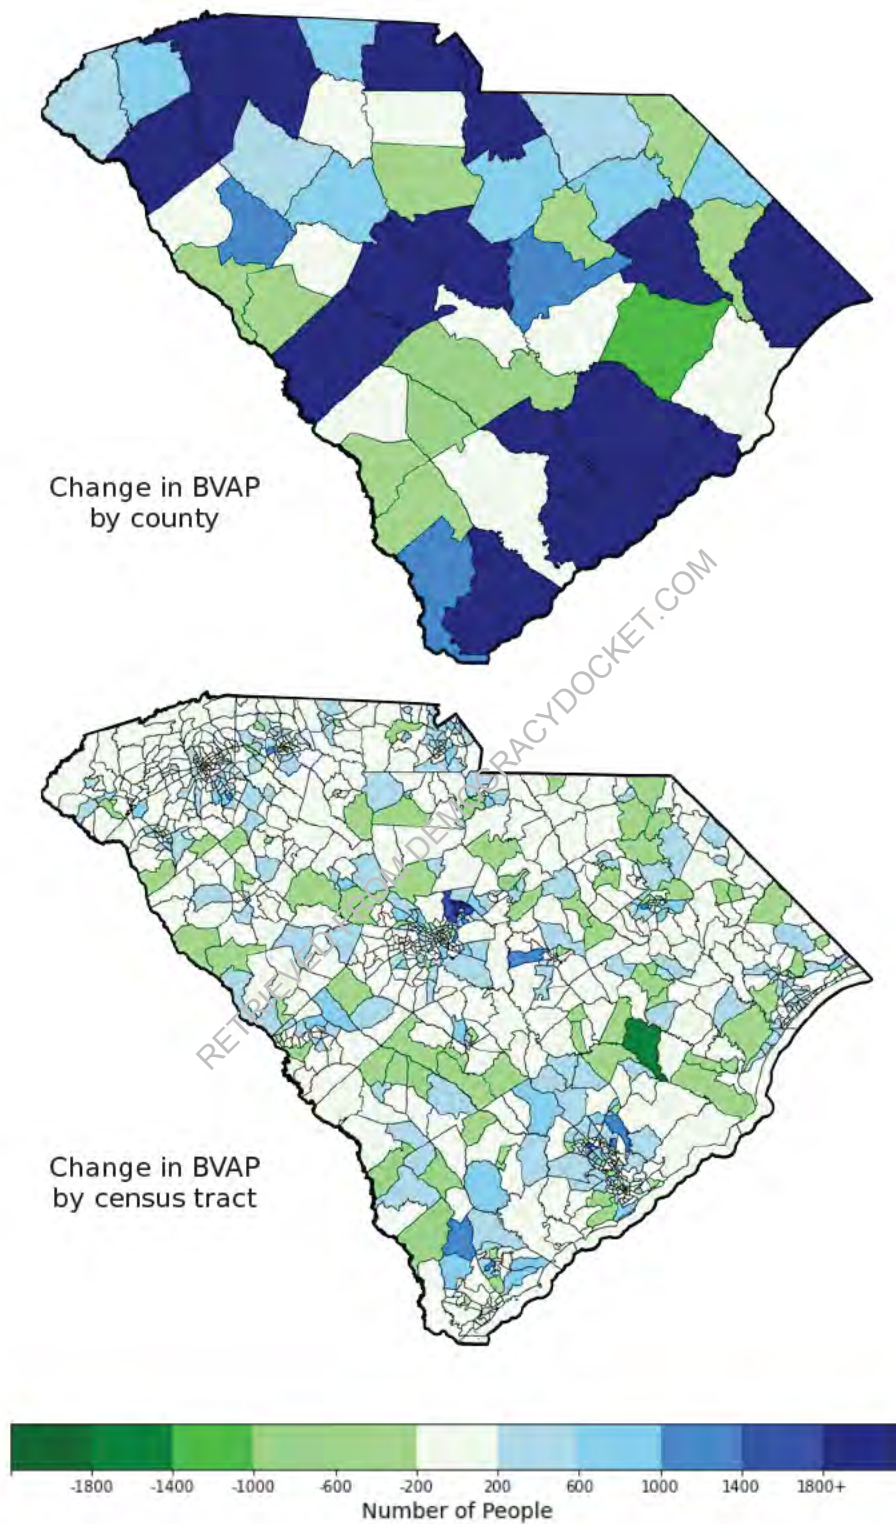 Change in BVAP
by county
RETRIEVED FROM DEMOCRACYDOCKET.COM
Change in BVAP
by census tract
-1800 -1400 -1000 -600 -200 200 600 1000 1400 1800+
Number of People